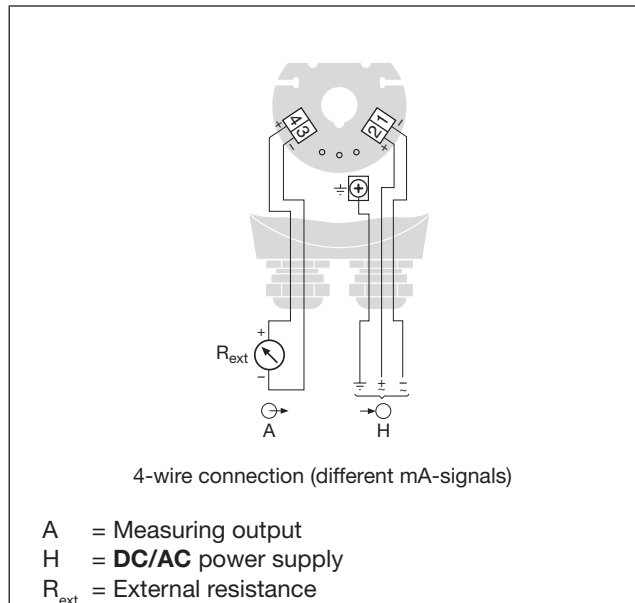 + 4 3 −
2 1 − +
+
R_ext
−
+ −
A H
4-wire connection (different mA-signals)
A = Measuring output
H = DC/AC power supply
R_ext = External resistance